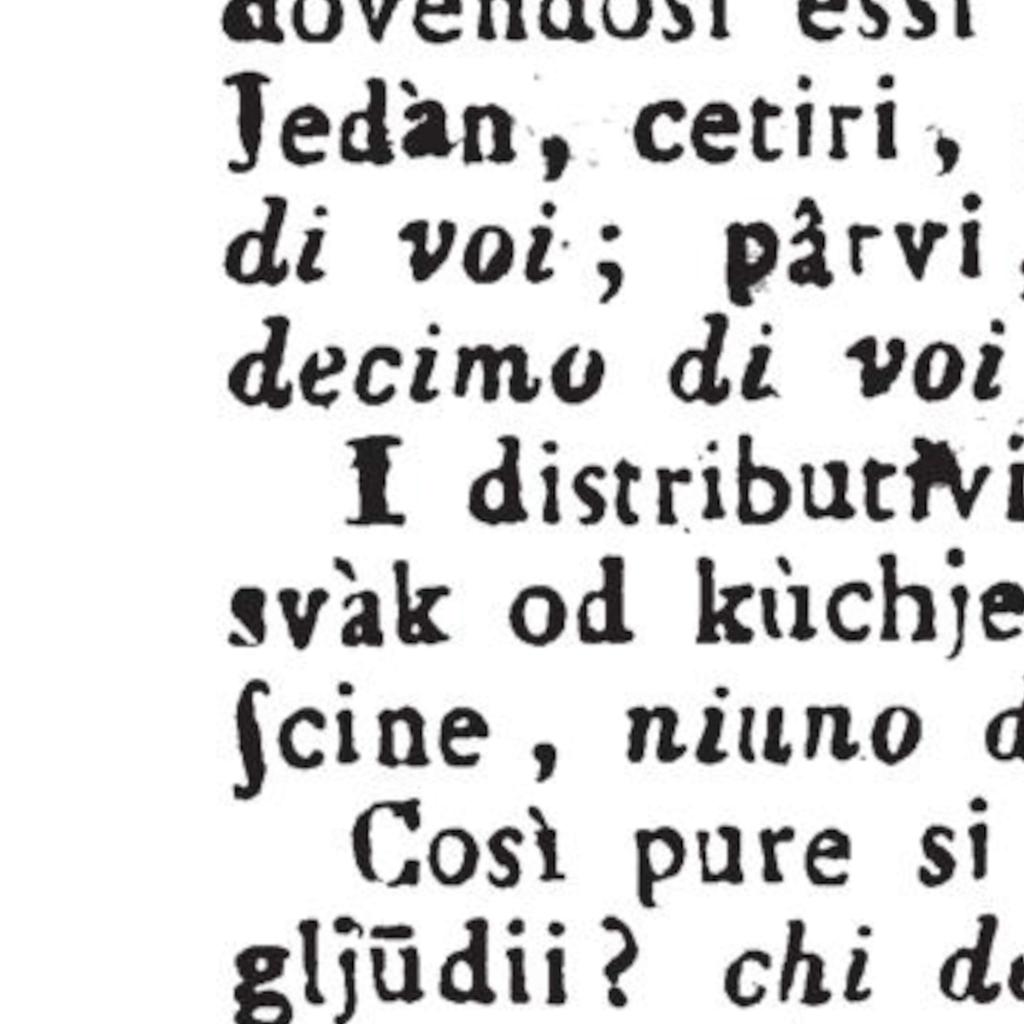 dovendosi essi
Jedàn, cetiri,
di voi; pârvi,
decimo di voi
I distributivi
svàk od kùchje
ſcine, niuno d
Così pure si
gljūdii? chi de